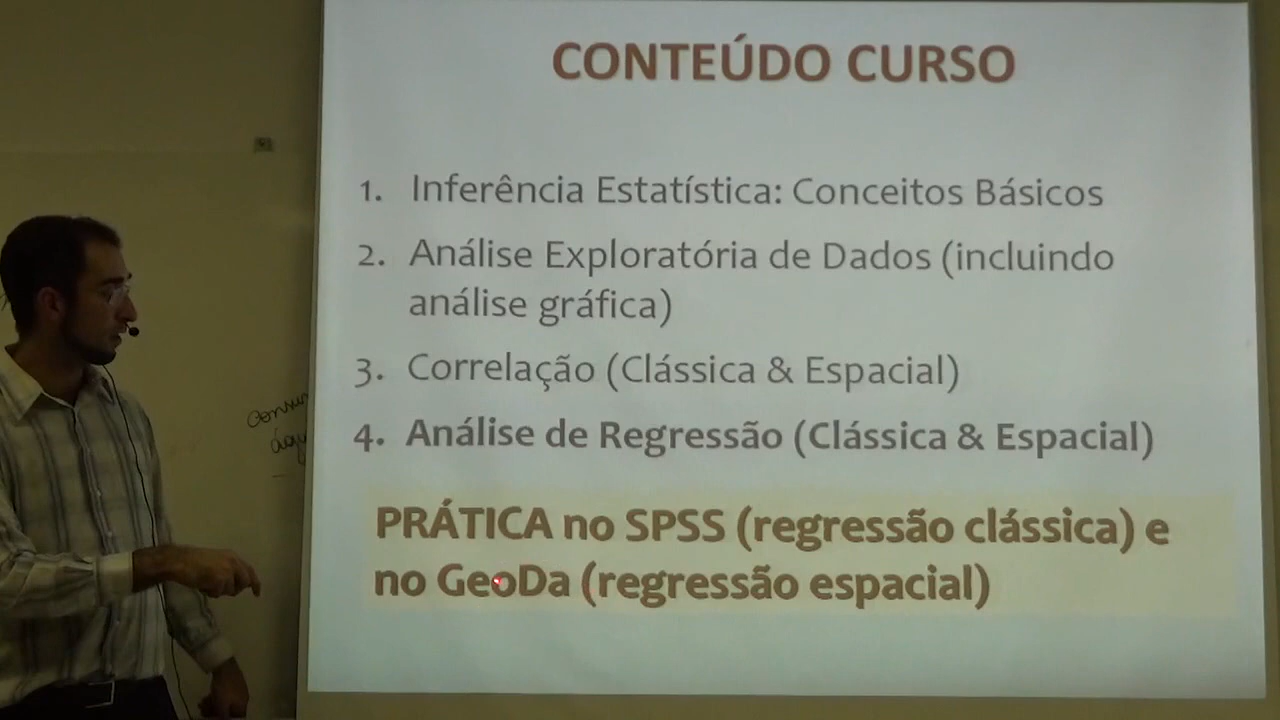 CONTEÚDO CURSO
1. Inferência Estatística: Conceitos Básicos
2. Análise Exploratória de Dados (incluindo
análise gráfica)
3. Correlação (Clássica & Espacial)
4. Análise de Regressão (Clássica & Espacial)
PRÁTICA no SPSS (regressão clássica) e
no GeoDa (regressão espacial)